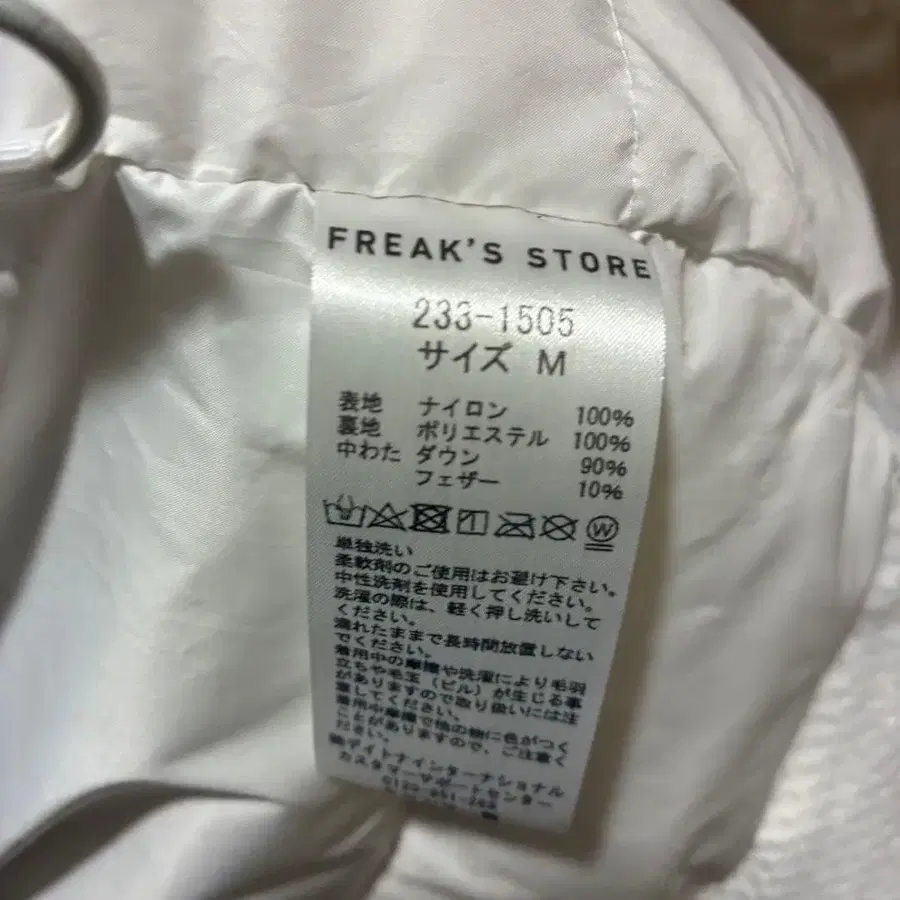 FREAK'S STORE
233-1505
サイズ M
表地 ナイロン 100%
裏地 ポリエステル 100%
中わた ダウン 90%
フェザー 10%
W
単独洗い
柔軟剤のご使用はお避け下さい。
中性洗剤を使用してください。
洗濯の際は、軽く押し洗いして
ください。
濡れたままで長時間放置しない
でください。
着用中の摩擦や洗濯により毛羽
立ちや毛玉（ピル）が生じる事
がありますので取り扱いには注
意してください。
着用中摩擦で他の物に色がつく
ことがありますので、ご注意く
ださい。
㈱デイトナインターナショナル
カスタマーサポートセンター